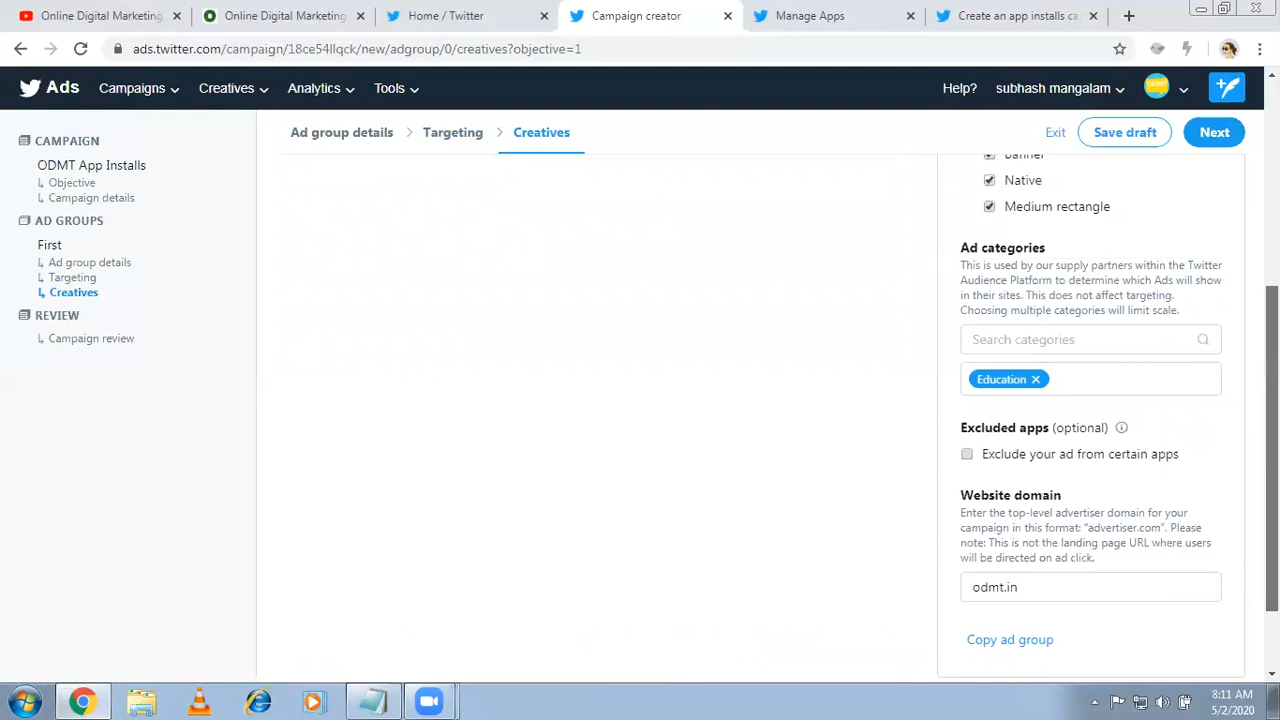 Online Digital Marketing
Online Digital Marketing
Home / Twitter
Campaign creator
Manage Apps
Create an app installs ca
ads.twitter.com/campaign/18ce54llqck/new/adgroup/0/creatives?objective=1
Ads
Campaigns
Creatives
Analytics
Tools
Help?
subhash mangalam
CAMPAIGN
ODMT App Installs
Objective
Campaign details
AD GROUPS
First
Ad group details
Targeting
Creatives
REVIEW
Campaign review
Ad group details
Targeting
Creatives
Exit
Save draft
Next
Banner
Native
Medium rectangle
Ad categories
This is used by our supply partners within the Twitter
Audience Platform to determine which Ads will show
in their sites. This does not affect targeting.
Choosing multiple categories will limit scale.
Search categories
Education
Excluded apps (optional)
Exclude your ad from certain apps
Website domain
Enter the top-level advertiser domain for your
campaign in this format: “advertiser.com”. Please
note: This is not the landing page URL where users
will be directed on ad click.
odmt.in
Copy ad group
8:11 AM
5/2/2020